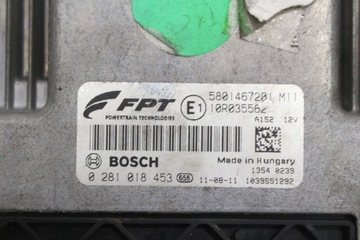 FPT
POWERTRAIN TECHNOLOGIES
5801467201 M11
E1 10R035562
A152 12V
BOSCH
Made in Hungary
1354 0239
0 281 018 453 656 11-08-11 1039S51292